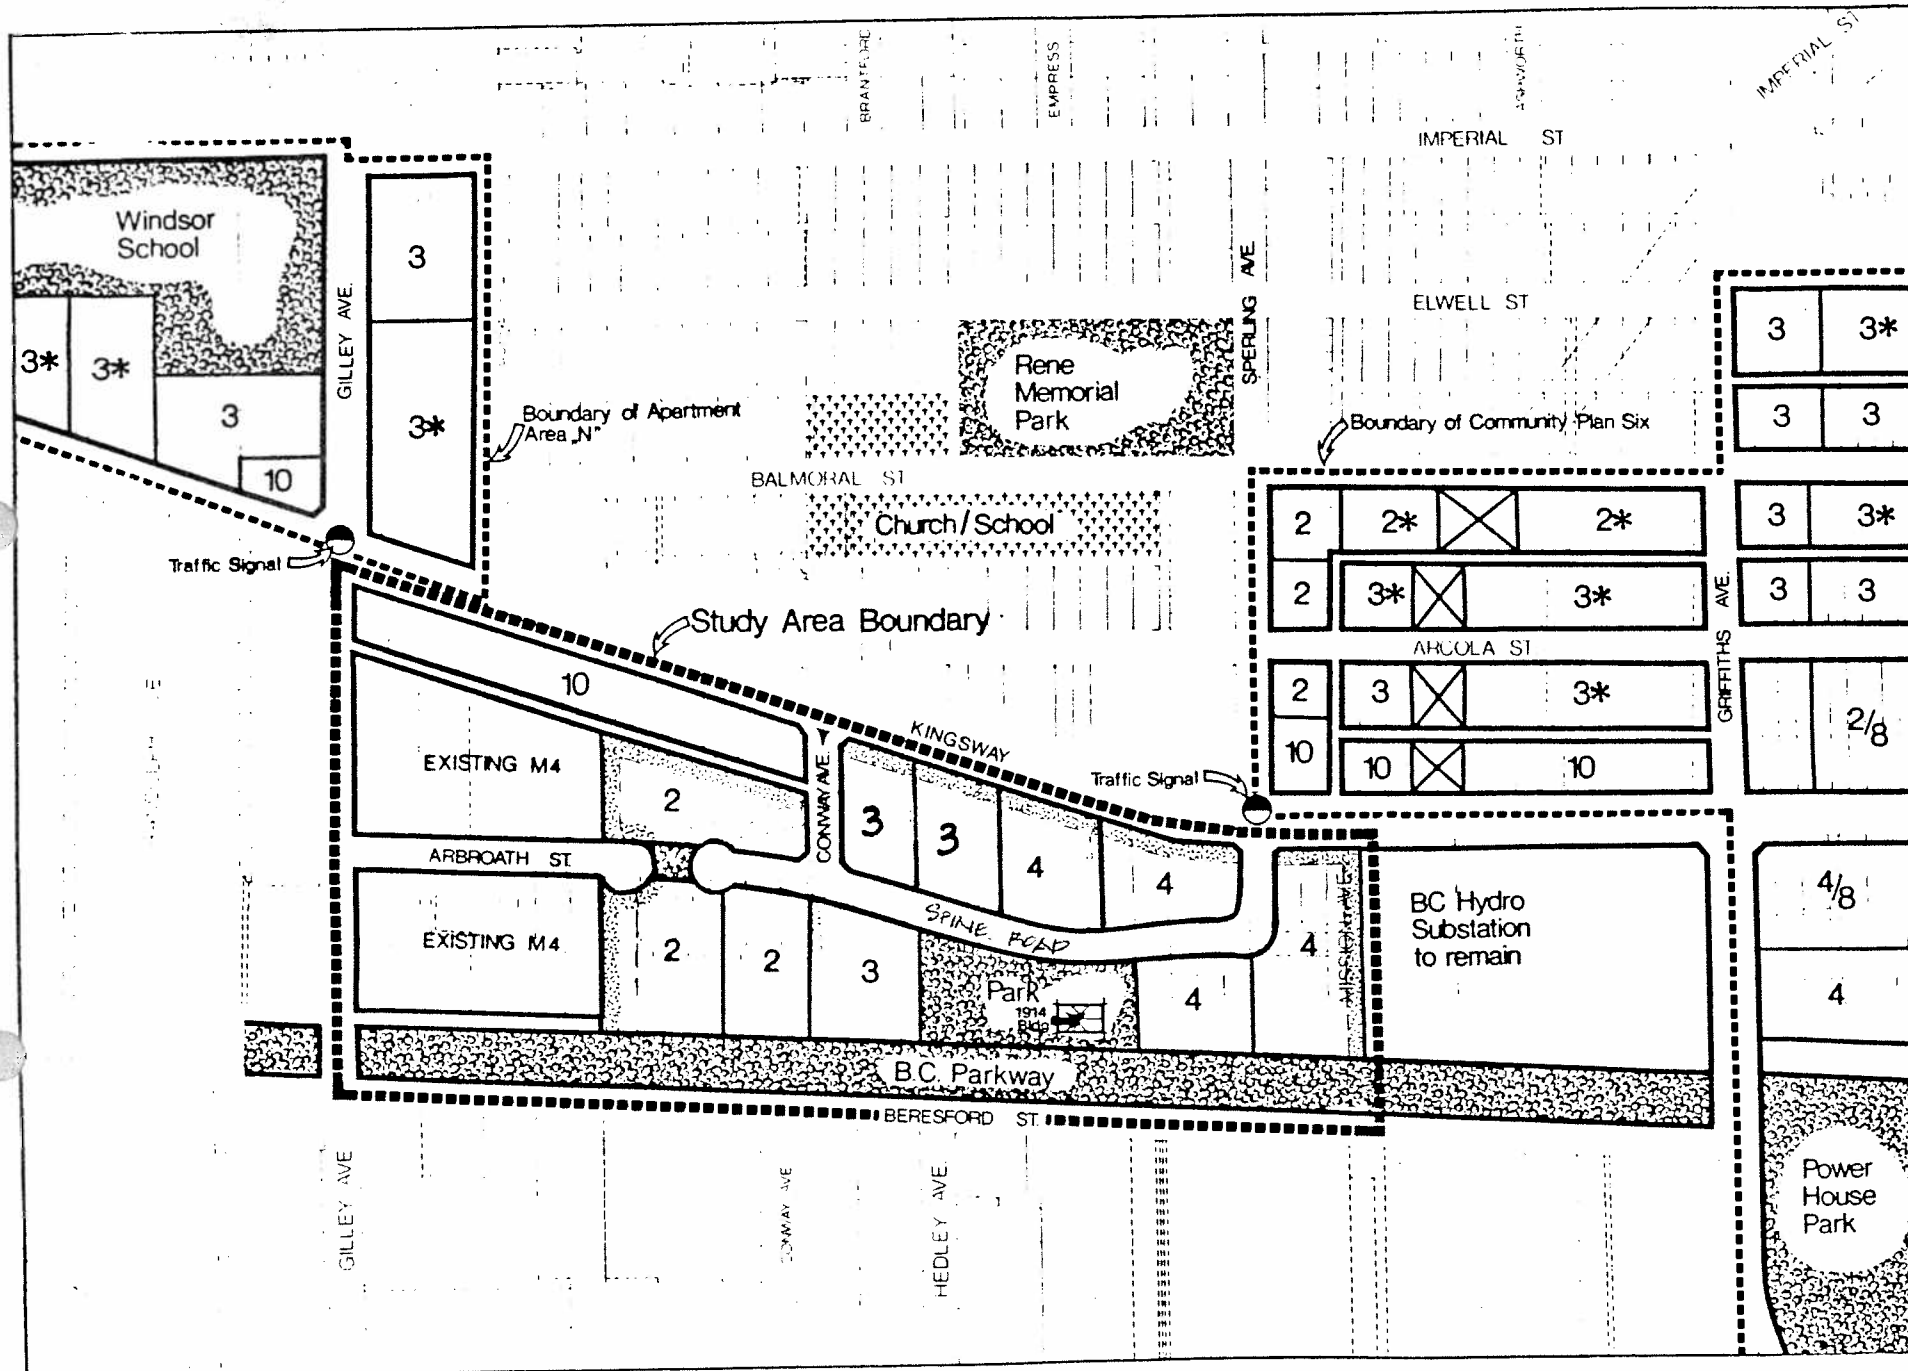 IMPERIAL ST
BRANTFORD
EMPRESS
ASHWORTH
IMPERIAL ST
Windsor
School
3
GILLEY AVE.
SPERLING AVE.
ELWELL ST
3
3*
3*
3*
Rene
Memorial
Park
3
3*
Boundary of Apartment
Area „N"
Boundary of Community Plan Six
3
3
10
BALMORAL ST
Church/School
2
2*
2*
3
3*
Traffic Signal
2
3*
3*
GRIFFITHS AVE.
3
3
Study Area Boundary
ARCOLA ST
10
2
3
3*
2/8
KINGSWAY
10
10
10
EXISTING M4
Traffic Signal
2
CONWAY AVE.
3
3
4
4
ARBROATH ST.
MISSION AVE
BC Hydro
Substation
to remain
4/8
SPINE ROAD
EXISTING M4
2
2
3
4
Park
1914
Bldg
4
4
B.C. Parkway
BERESFORD ST.
GILLEY AVE
CONWAY AVE
HEDLEY AVE.
Power
House
Park